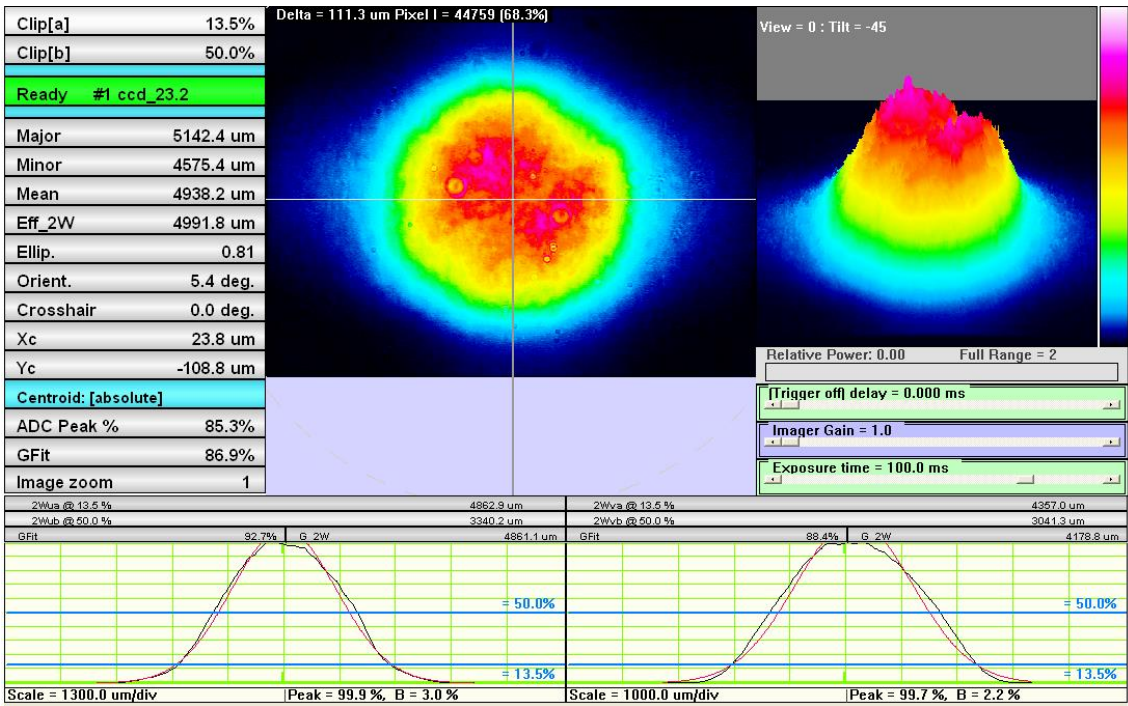 Clip[a] 13.5%
Clip[b] 50.0%
Ready #1 ccd_23.2
Major 5142.4 um
Minor 4575.4 um
Mean 4938.2 um
Eff_2W 4991.8 um
Ellip. 0.81
Orient. 5.4 deg.
Crosshair 0.0 deg.
Xc 23.8 um
Yc -108.8 um
Centroid: [absolute]
ADC Peak % 85.3%
GFit 86.9%
Image zoom 1
Delta = 111.3 um Pixel I = 44759 (68.3%)
View = 0 : Tilt = -45
Relative Power: 0.00 Full Range = 2
[Trigger off] delay = 0.000 ms
Imager Gain = 1.0
Exposure time = 100.0 ms
2Wua @ 13.5 % 4862.9 um
2Wub @ 50.0 % 3340.2 um
GFit 92.7% G_2W 4861.1 um
= 50.0%
= 13.5%
Scale = 1300.0 um/div Peak = 99.9 %, B = 3.0 %
2Wva @ 13.5 % 4357.0 um
2Wvb @ 50.0 % 3041.3 um
GFit 88.4% G_2W 4178.8 um
= 50.0%
= 13.5%
Scale = 1000.0 um/div Peak = 99.7 %, B = 2.2 %